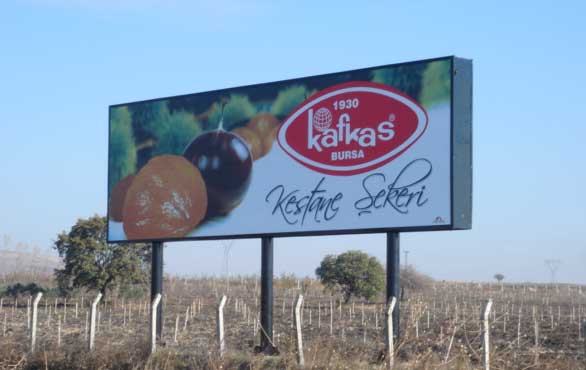 1930
kafkas®
BURSA
Kestane Şekeri